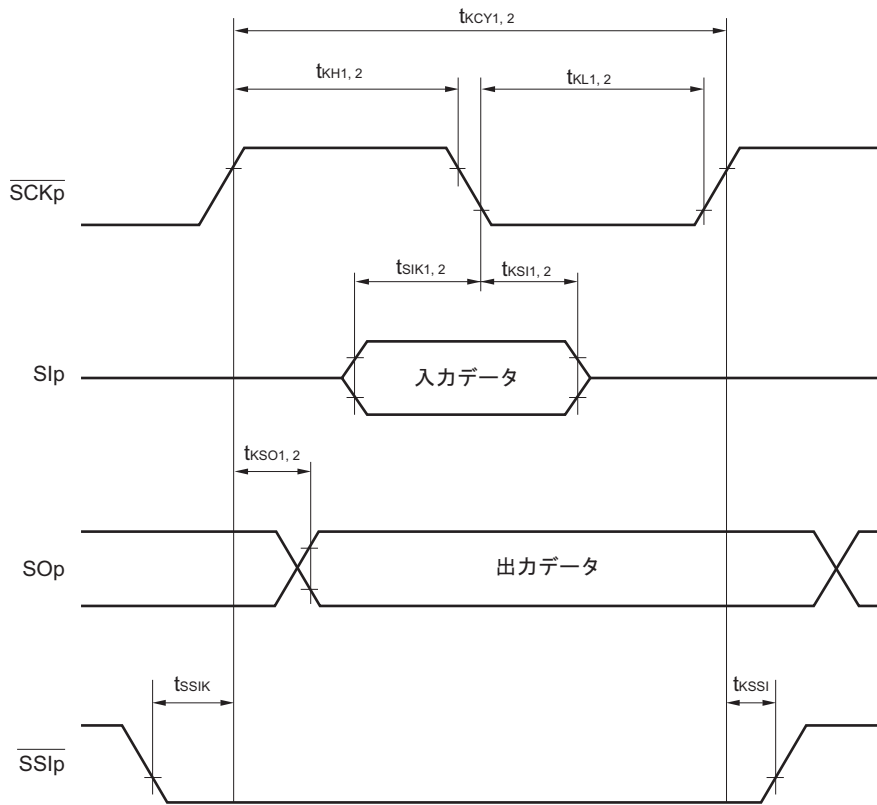 tKCY1, 2
tKH1, 2
tKL1, 2
SCKp
tSIK1, 2
tKSI1, 2
SIp
入力データ
tKSO1, 2
SOp
出力データ
tSSIK
tKSSI
SSIp